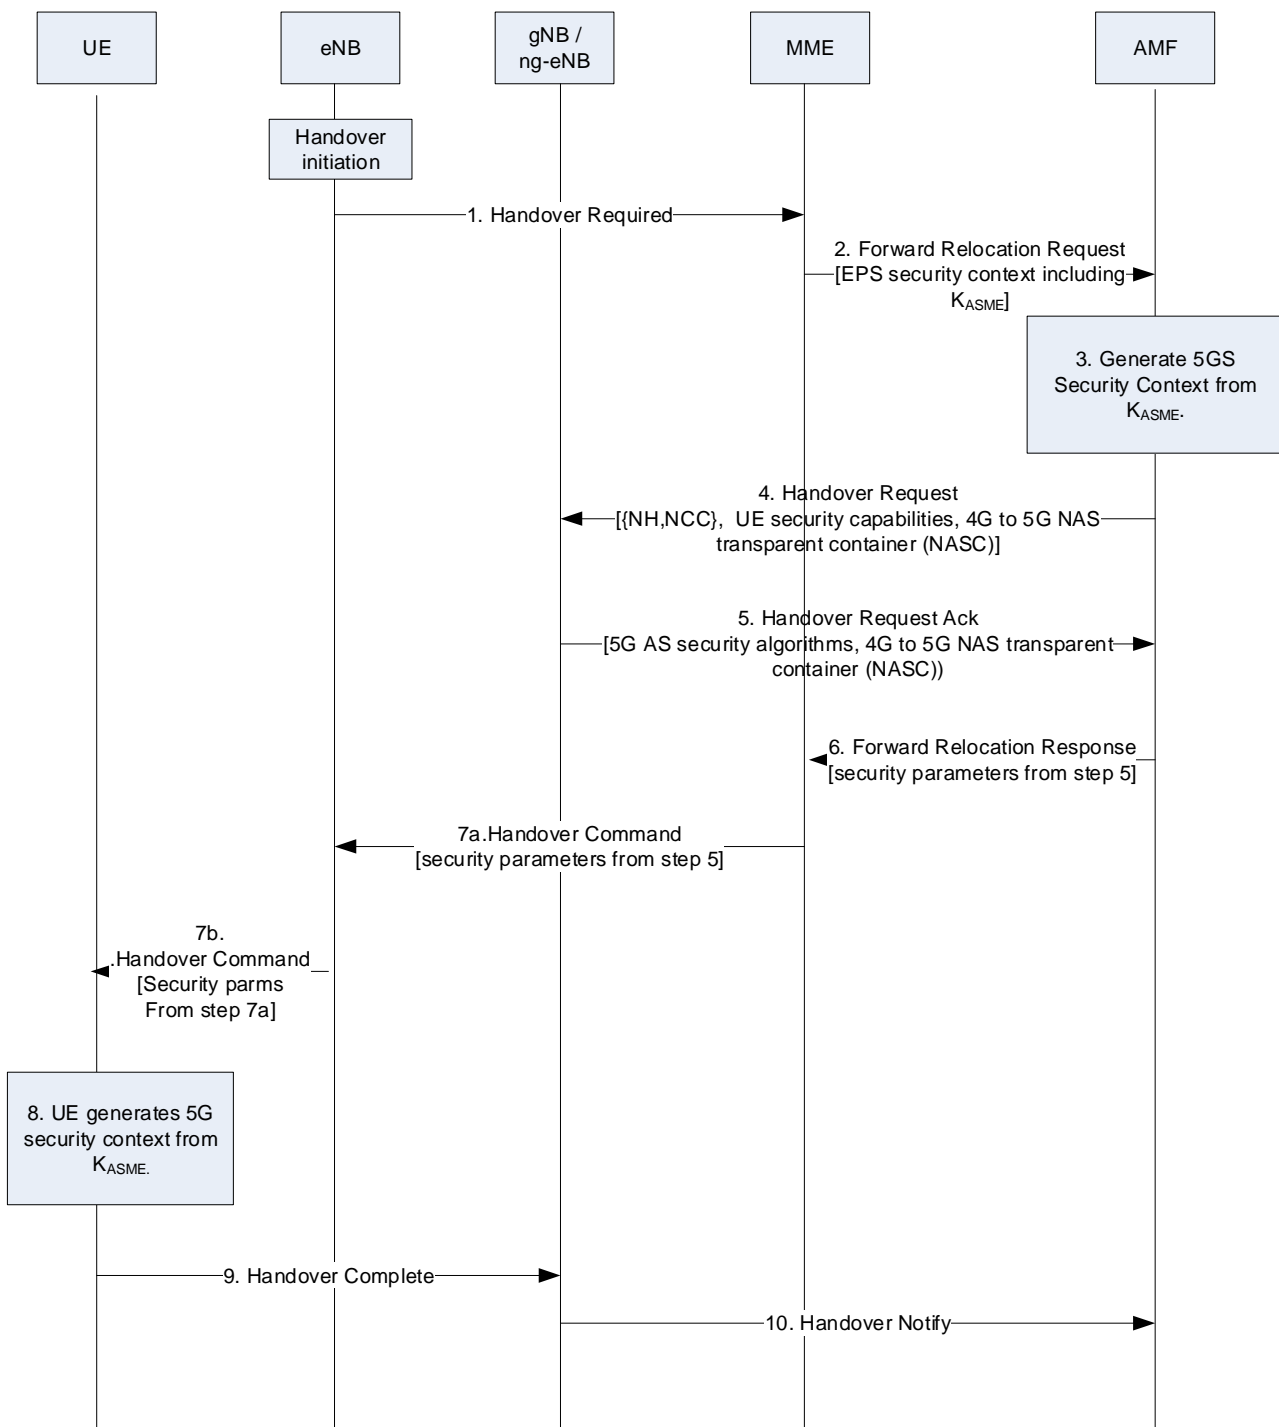 UE
eNB
gNB /
ng-eNB
MME
AMF
Handover
initiation
1. Handover Required
2. Forward Relocation Request
[EPS security context including
KASME]
3. Generate 5GS
Security Context from
KASME.
4. Handover Request
[{NH,NCC}, UE security capabilities, 4G to 5G NAS
transparent container (NASC)]
5. Handover Request Ack
[5G AS security algorithms, 4G to 5G NAS transparent
container (NASC))
6. Forward Relocation Response
[security parameters from step 5]
7a.Handover Command
[security parameters from step 5]
7b.
.Handover Command
[Security parms
From step 7a]
8. UE generates 5G
security context from
KASME.
9. Handover Complete
10. Handover Notify